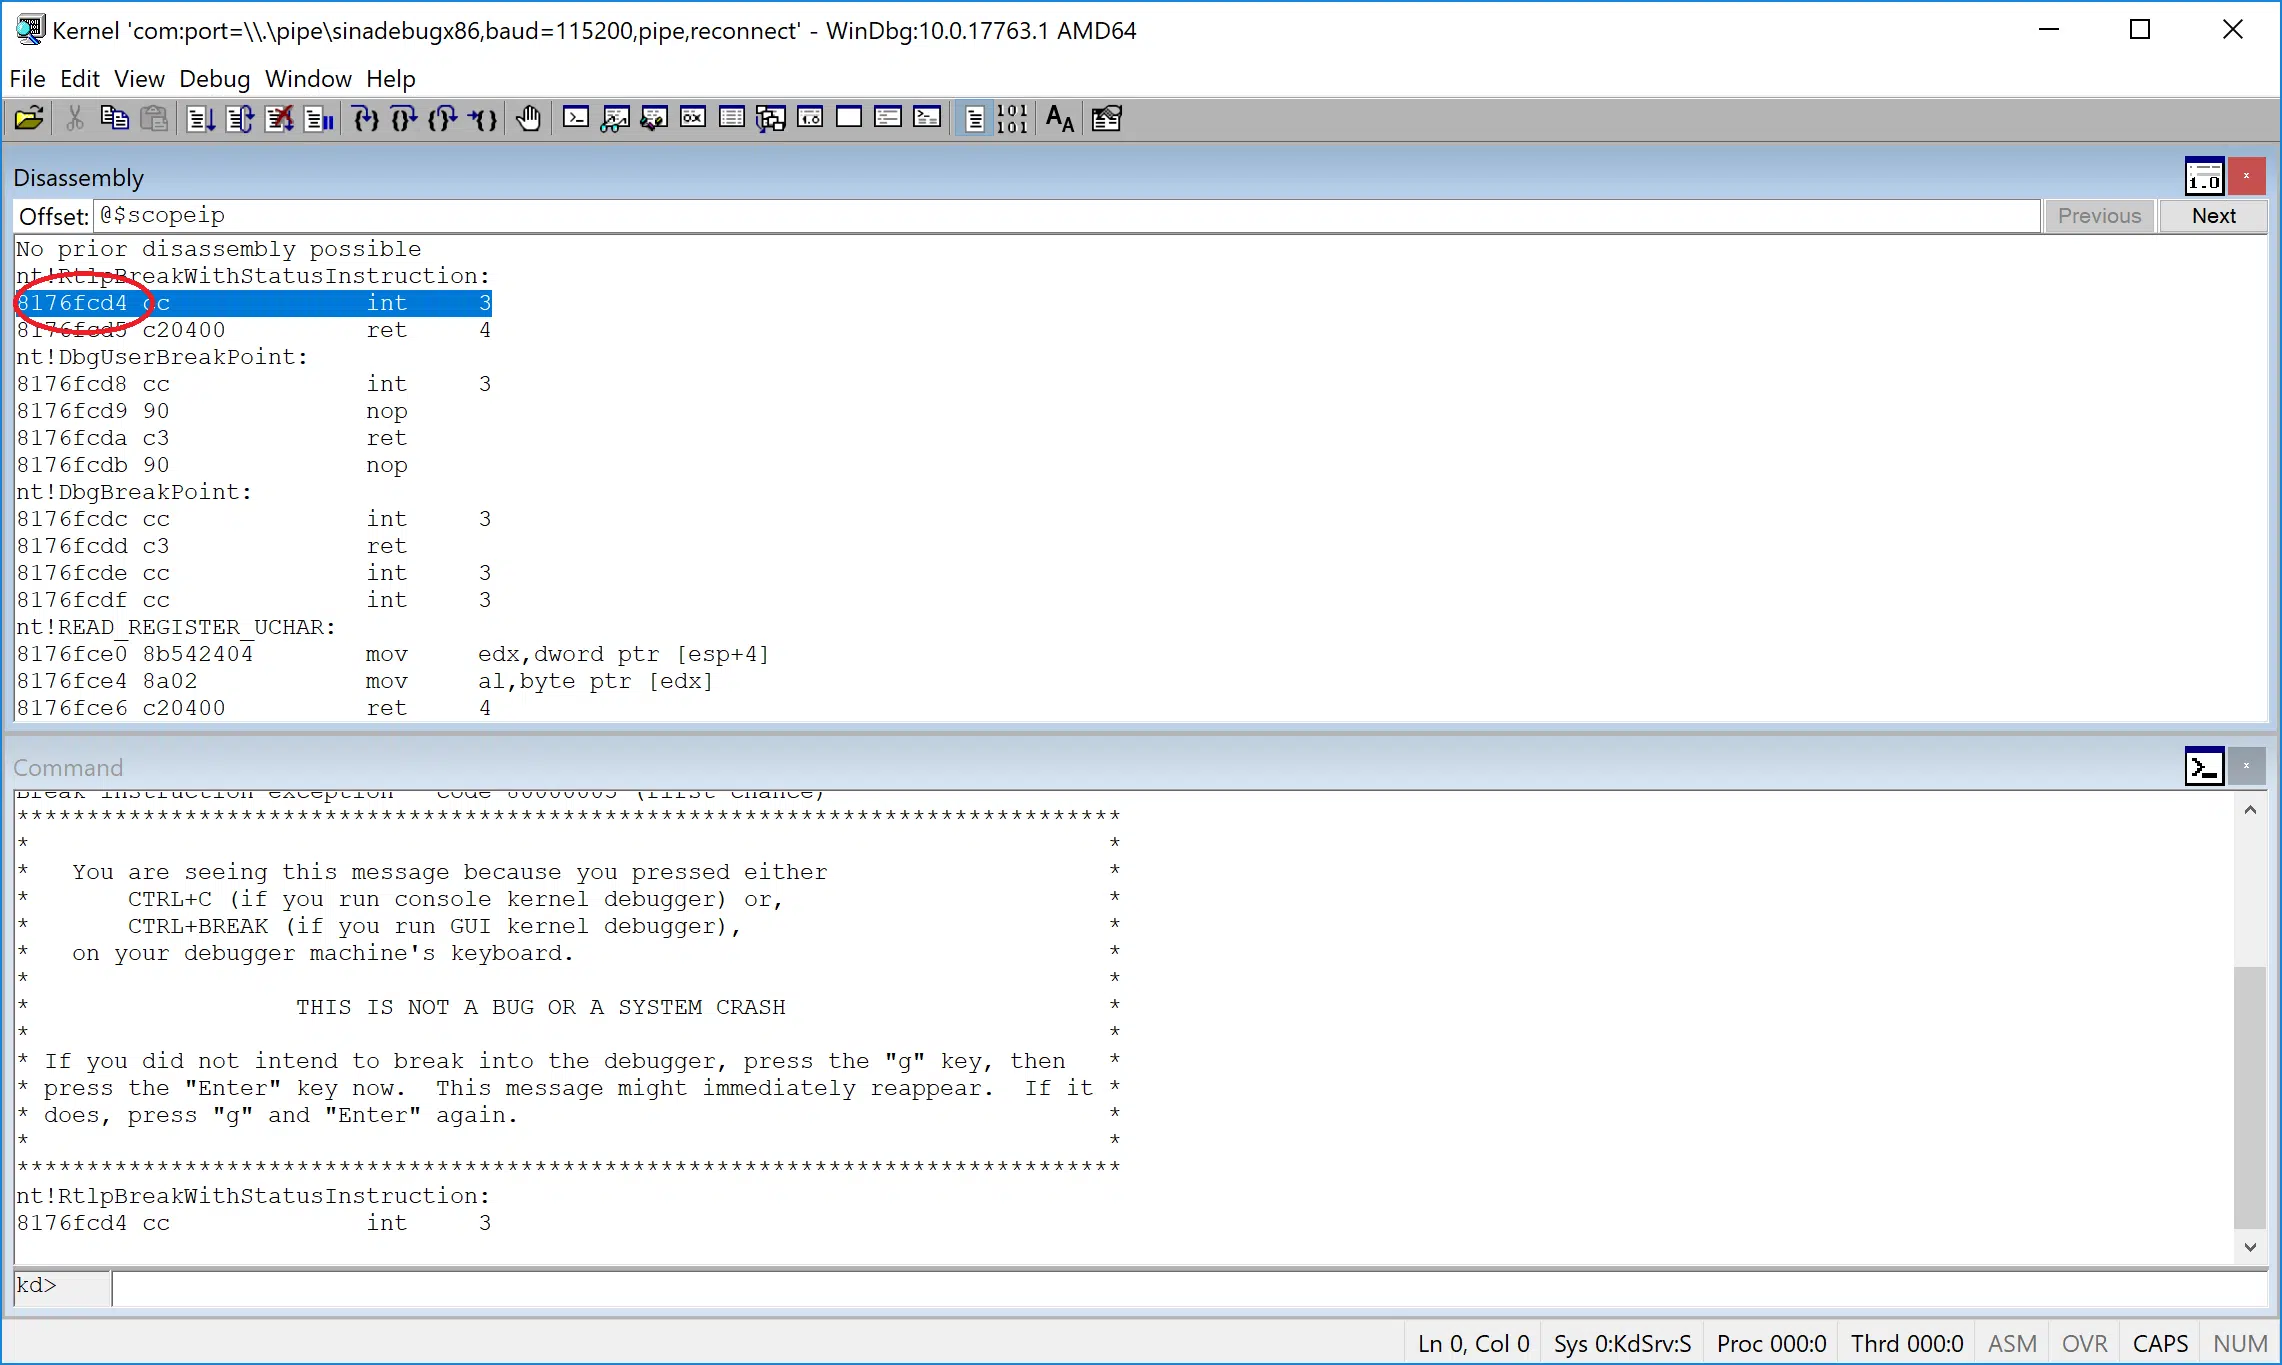 Kernel 'com:port=\\.\pipe\sinadebugx86,baud=115200,pipe,reconnect' - WinDbg:10.0.17763.1 AMD64
File Edit View Debug Window Help
Disassembly
Offset: @$scopeip Previous Next
No prior disassembly possible
nt!RtlpBreakWithStatusInstruction:
8176fcd4 cc int 3
8176fcd5 c20400 ret 4
nt!DbgUserBreakPoint:
8176fcd8 cc int 3
8176fcd9 90 nop
8176fcda c3 ret
8176fcdb 90 nop
nt!DbgBreakPoint:
8176fcdc cc int 3
8176fcdd c3 ret
8176fcde cc int 3
8176fcdf cc int 3
nt!READ_REGISTER_UCHAR:
8176fce0 8b542404 mov edx,dword ptr [esp+4]
8176fce4 8a02 mov al,byte ptr [edx]
8176fce6 c20400 ret 4
Command
Break instruction exception - code 80000003 (first chance)
*******************************************************************************
* *
* You are seeing this message because you pressed either *
* CTRL+C (if you run console kernel debugger) or, *
* CTRL+BREAK (if you run GUI kernel debugger), *
* on your debugger machine's keyboard. *
* *
* THIS IS NOT A BUG OR A SYSTEM CRASH *
* *
* If you did not intend to break into the debugger, press the "g" key, then *
* press the "Enter" key now. This message might immediately reappear. If it *
* does, press "g" and "Enter" again. *
* *
*******************************************************************************
nt!RtlpBreakWithStatusInstruction:
8176fcd4 cc int 3
kd>
Ln 0, Col 0 Sys 0:KdSrv:S Proc 000:0 Thrd 000:0 ASM OVR CAPS NUM